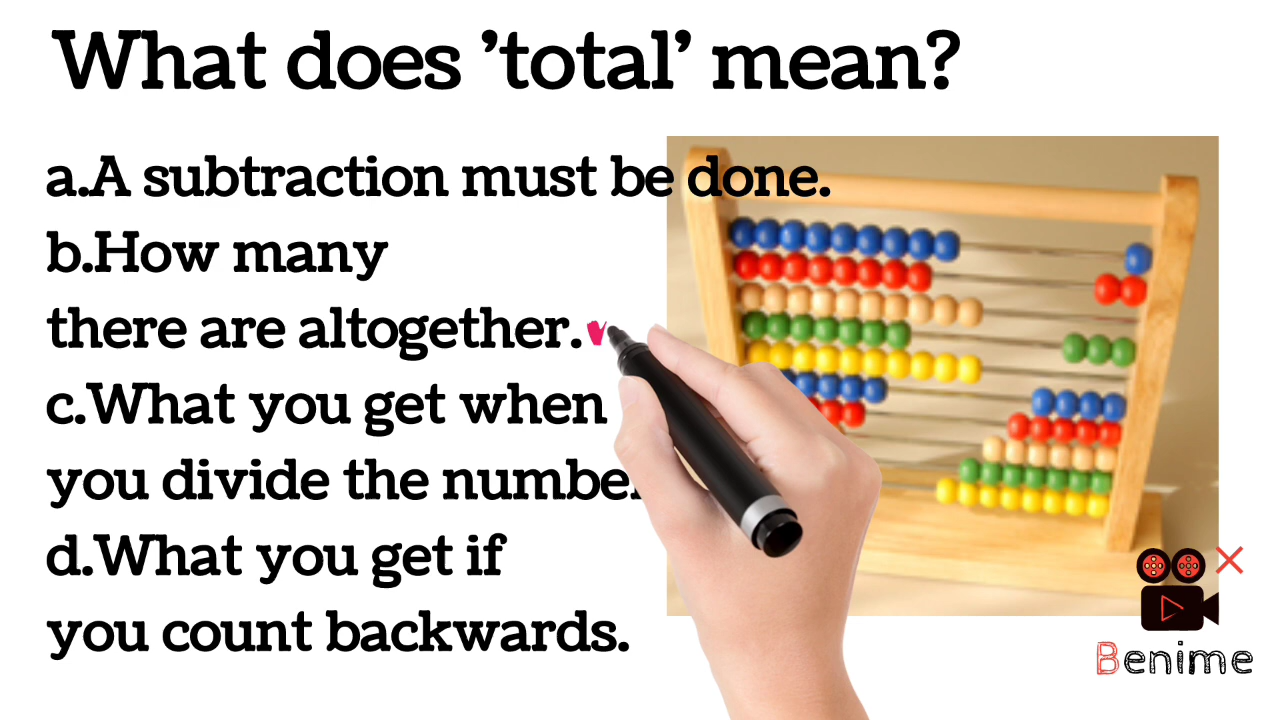 What does 'total' mean?
a.A subtraction must be done.
b.How many
there are altogether.
c.What you get when
you divide the number
d.What you get if
you count backwards.
Benime